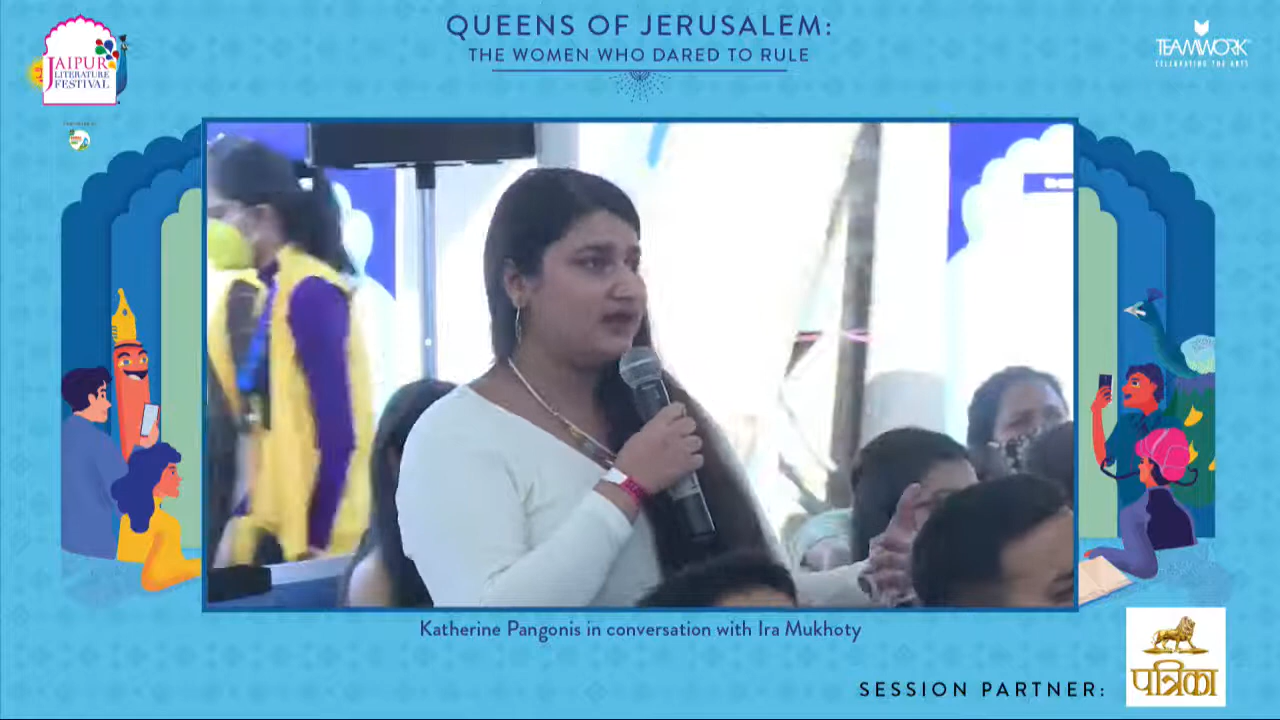 QUEENS OF JERUSALEM:
THE WOMEN WHO DARED TO RULE
JAIPUR
LITERATURE
FESTIVAL
TEAMWORK
CELEBRATING THE ARTS
Katherine Pangonis in conversation with Ira Mukhoty
SESSION PARTNER:
पत्रिका